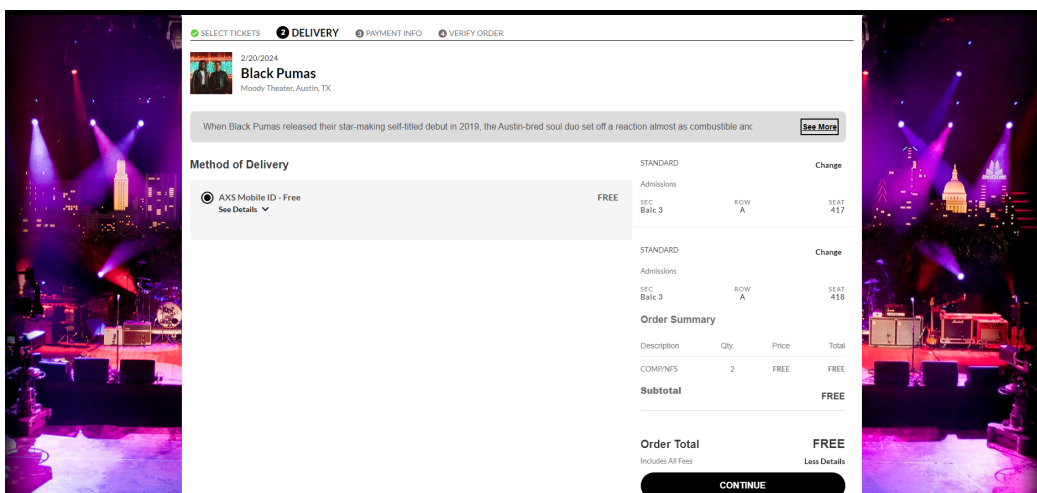 SELECT TICKETS 2 DELIVERY 3 PAYMENT INFO 4 VERIFY ORDER
2/20/2024
Black Pumas
Moody Theater, Austin, TX
When Black Pumas released their star-making self-titled debut in 2019, the Austin-bred soul duo set off a reaction almost as combustible and See More
Method of Delivery
AXS Mobile ID - Free FREE
See Details
STANDARD Change
Admissions
SEC ROW SEAT
Balc 3 A 417
STANDARD Change
Admissions
SEC ROW SEAT
Balc 3 A 418
Order Summary
Description Qty. Price Total
COMP/NFS 2 FREE FREE
Subtotal FREE
Order Total FREE
Includes All Fees Less Details
CONTINUE